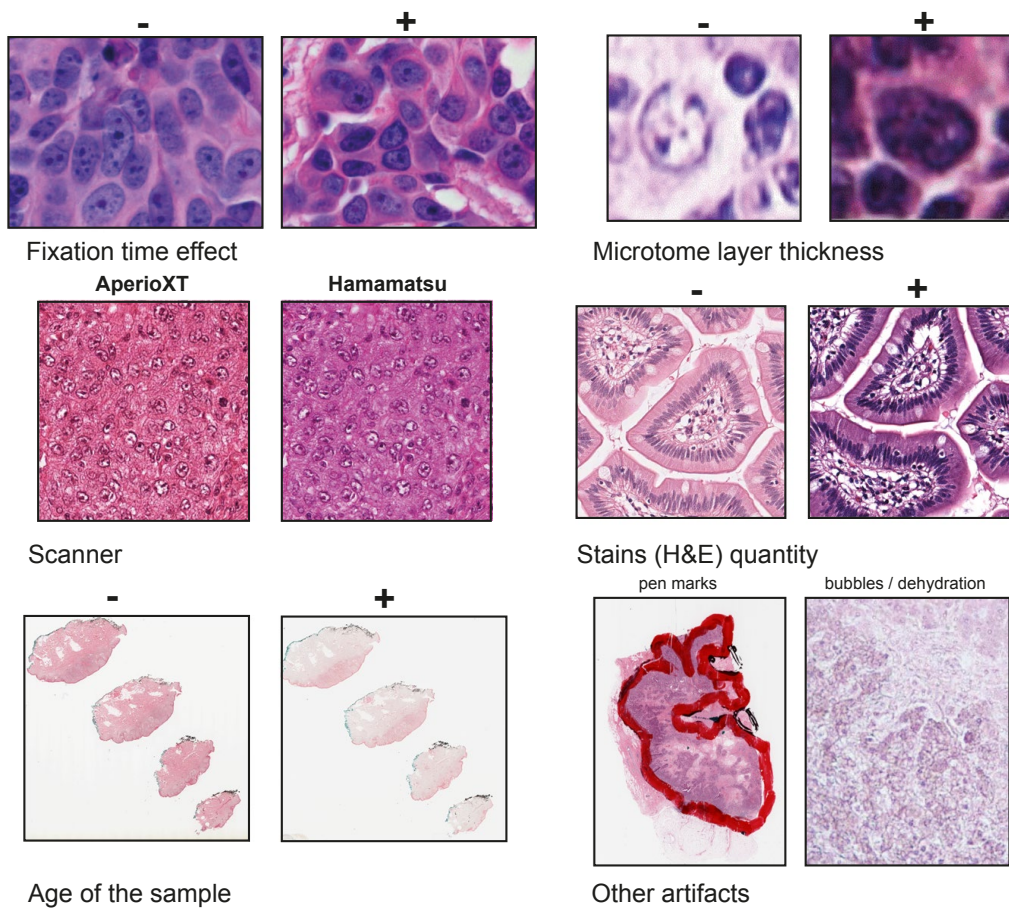 - +
Fixation time effect
- +
Microtome layer thickness
AperioXT Hamamatsu
Scanner
- +
Stains (H&E) quantity
- +
Age of the sample
pen marks bubbles / dehydration
Other artifacts